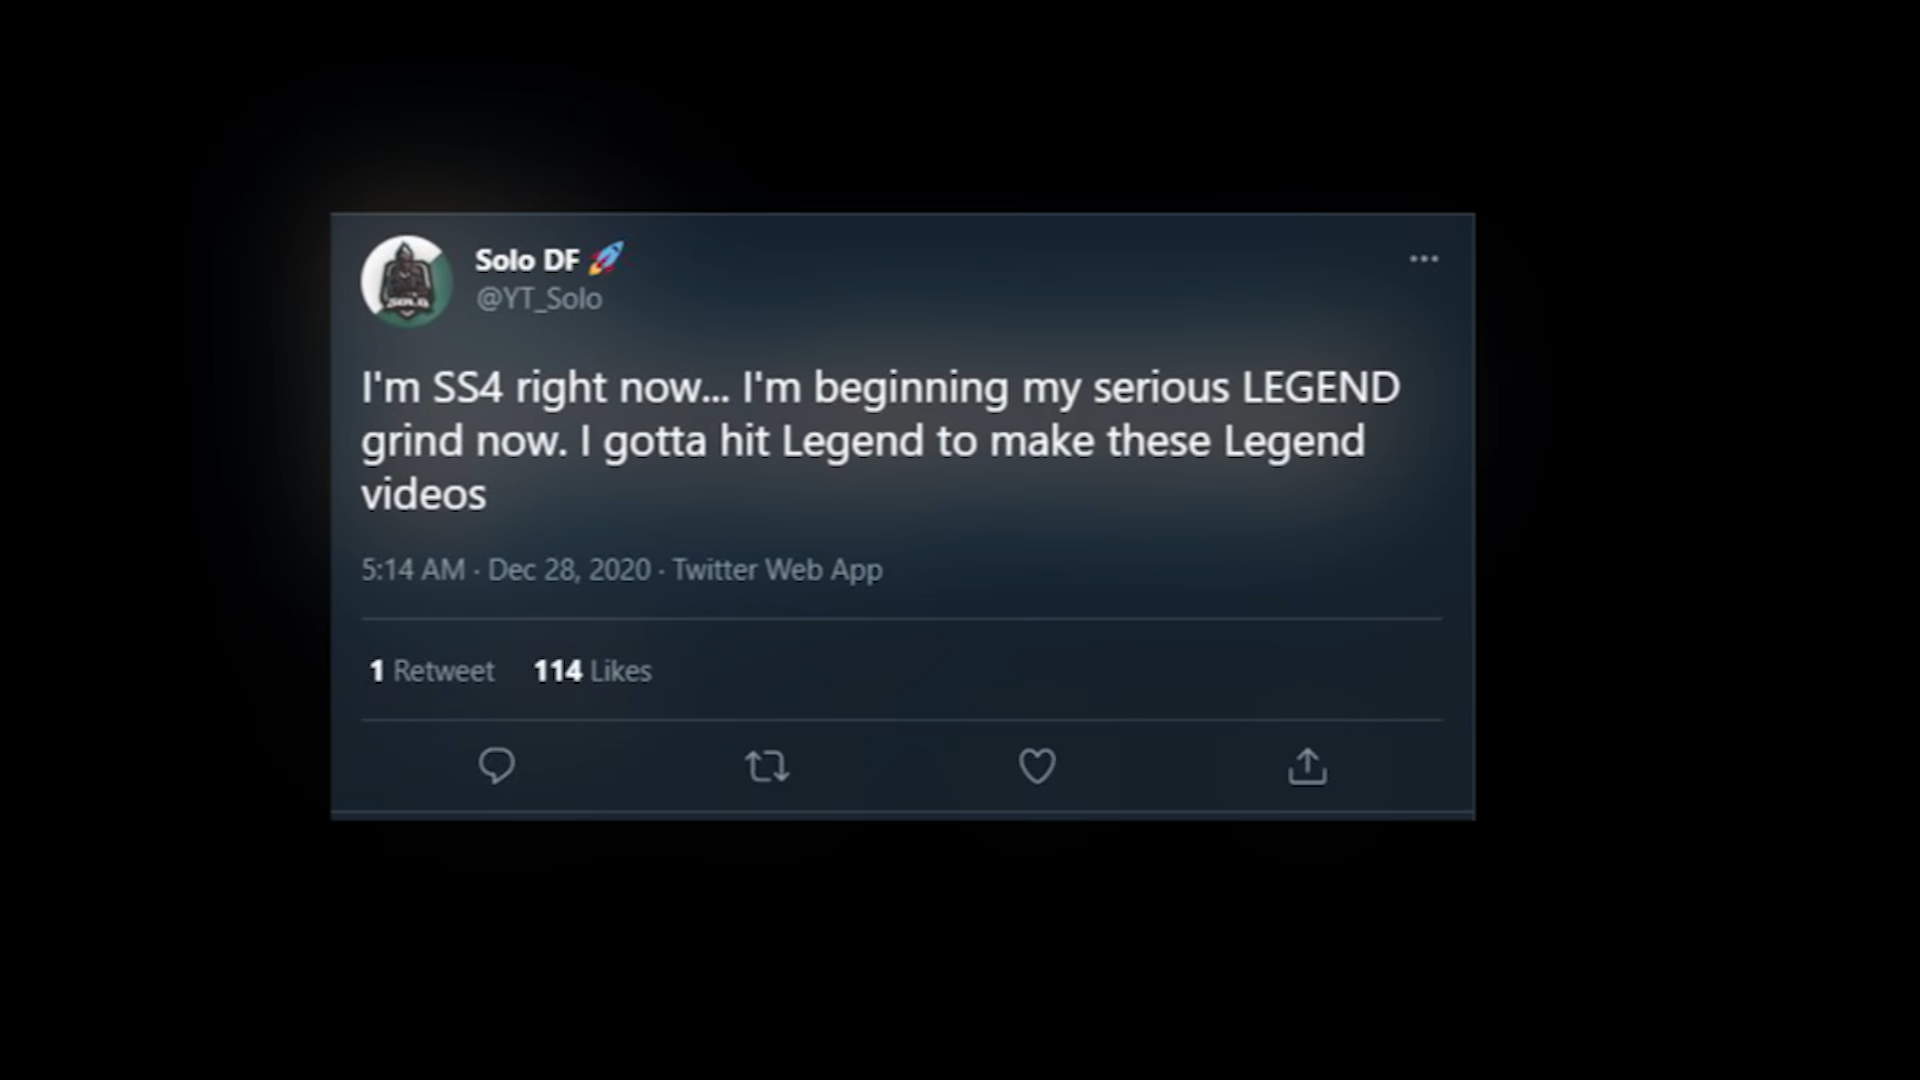 Solo DF 🚀
@YT_Solo
SOLO
I'm SS4 right now... I'm beginning my serious LEGEND
grind now. I gotta hit Legend to make these Legend
videos
5:14 AM · Dec 28, 2020 · Twitter Web App
1 Retweet 114 Likes